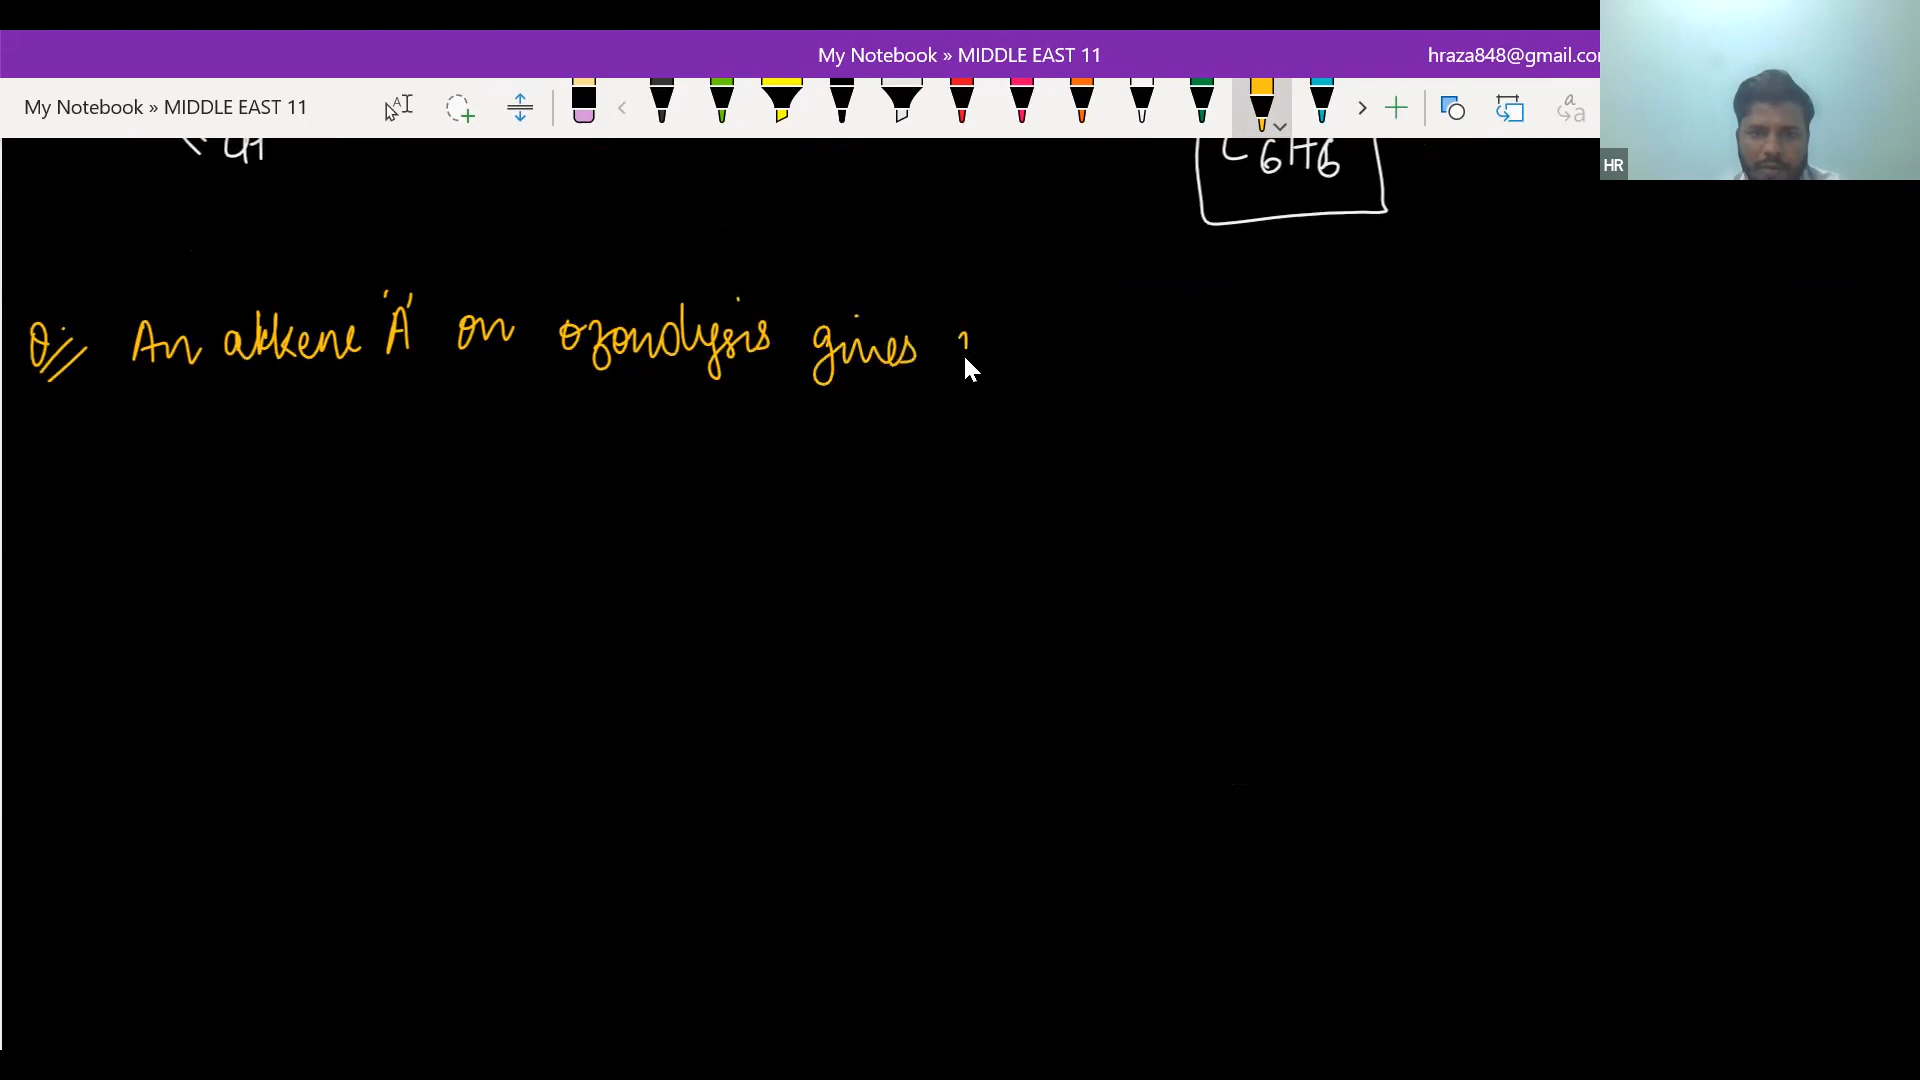 My Notebook » MIDDLE EAST 11
hraza848@gmail.co
My Notebook » MIDDLE EAST 11
HR
C6H6
Q:// An alkene 'A' on ozonolysis gives